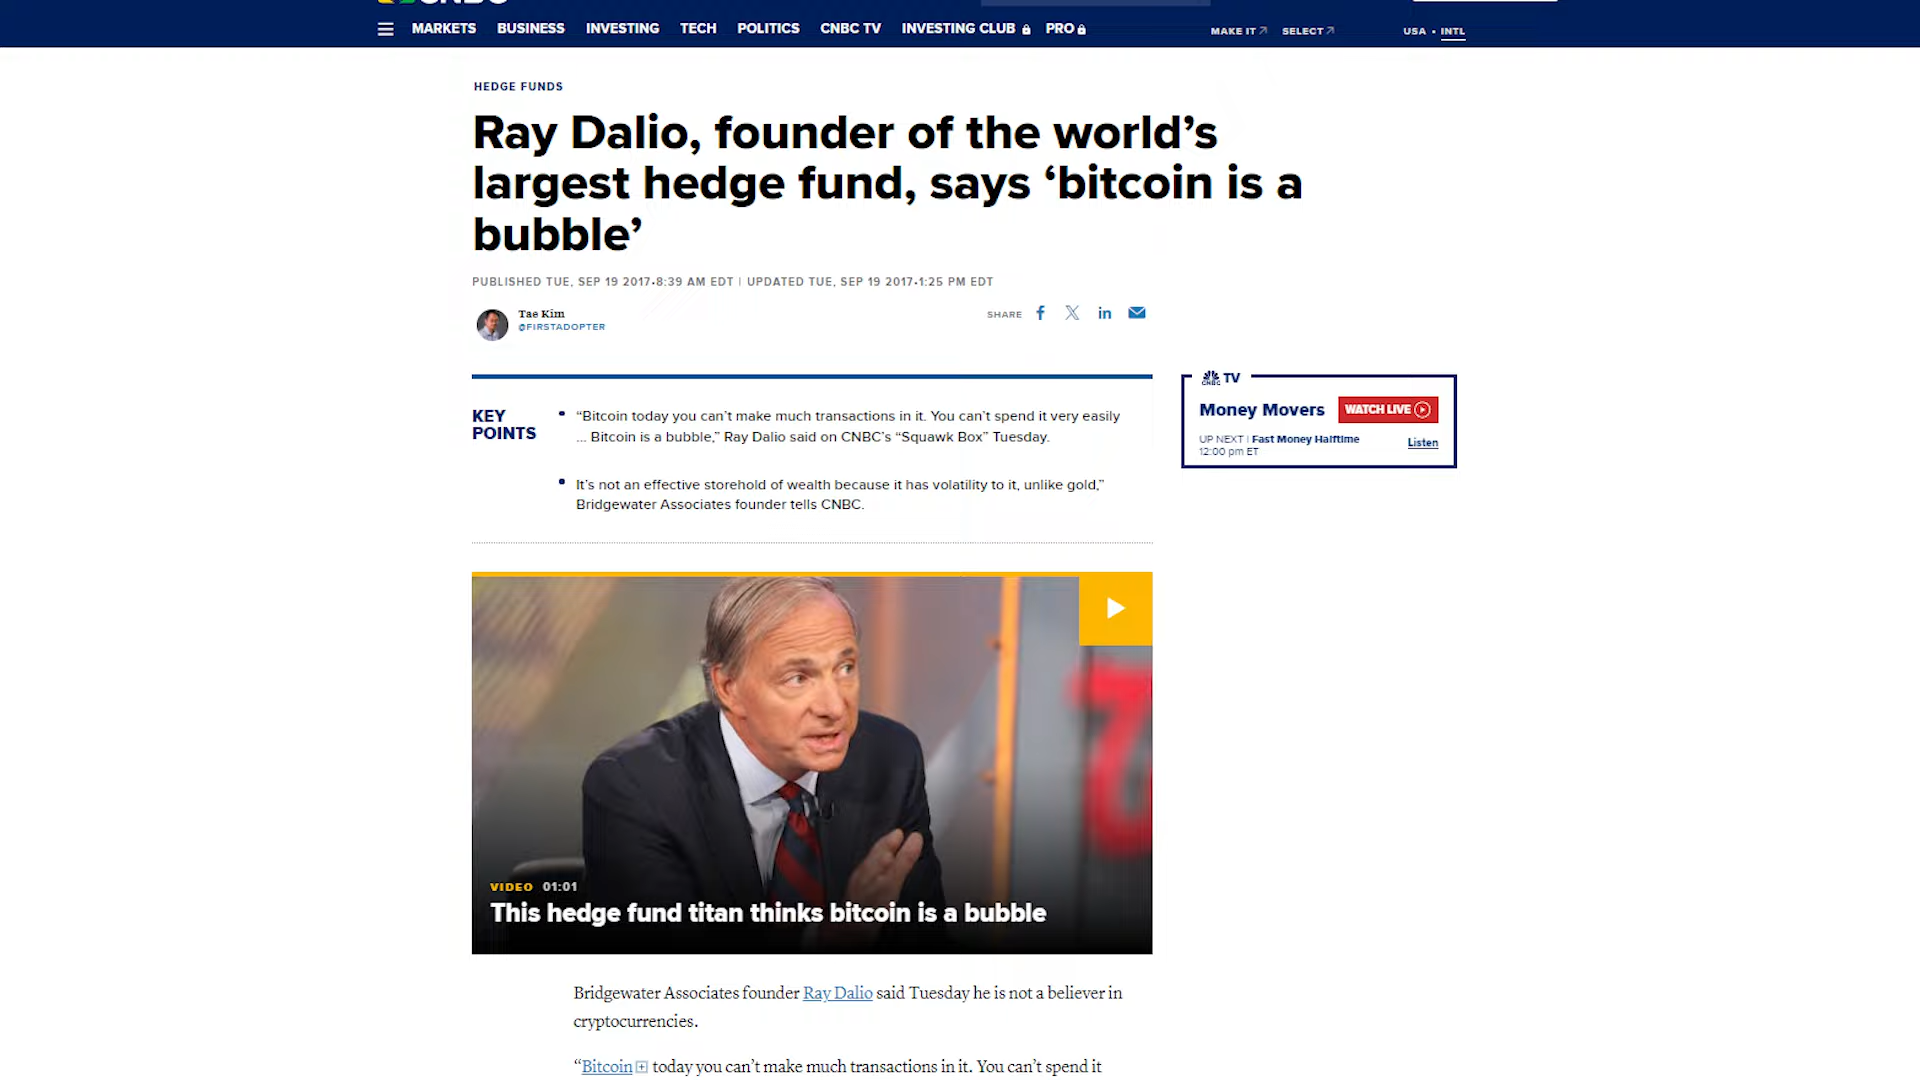 CNBC
MARKETS BUSINESS INVESTING TECH POLITICS CNBC TV INVESTING CLUB PRO MAKE IT SELECT USA • INTL
HEDGE FUNDS
Ray Dalio, founder of the world’s
largest hedge fund, says ‘bitcoin is a
bubble’
PUBLISHED TUE, SEP 19 2017•8:39 AM EDT | UPDATED TUE, SEP 19 2017•1:25 PM EDT
Tae Kim
@FIRSTADOPTER
SHARE
KEY
POINTS
“Bitcoin today you can’t make much transactions in it. You can’t spend it very easily
... Bitcoin is a bubble,” Ray Dalio said on CNBC’s “Squawk Box” Tuesday.
It’s not an effective storehold of wealth because it has volatility to it, unlike gold,”
Bridgewater Associates founder tells CNBC.
CNBC TV
Money Movers WATCH LIVE
UP NEXT | Fast Money Halftime
12:00 pm ET
Listen
VIDEO 01:01
This hedge fund titan thinks bitcoin is a bubble
Bridgewater Associates founder Ray Dalio said Tuesday he is not a believer in
cryptocurrencies.
“Bitcoin today you can’t make much transactions in it. You can’t spend it